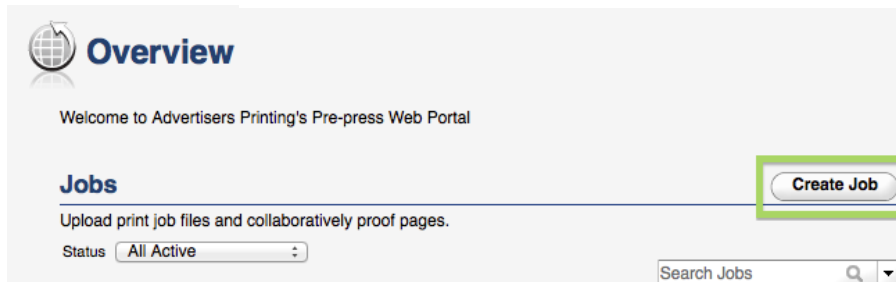 Overview
Welcome to Advertisers Printing's Pre-press Web Portal
Jobs
Create Job
Upload print job files and collaboratively proof pages.
Status All Active
Search Jobs